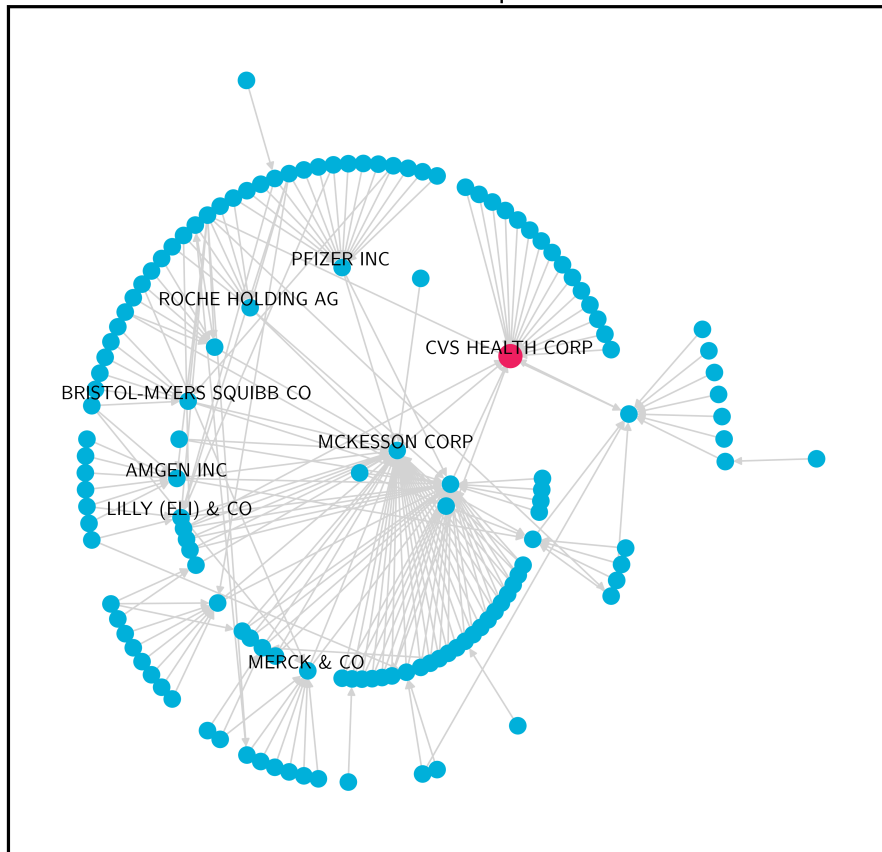 PFIZER INC
ROCHE HOLDING AG
CVS HEALTH CORP
BRISTOL-MYERS SQUIBB CO
MCKESSON CORP
AMGEN INC
LILLY (ELI) & CO
MERCK & CO